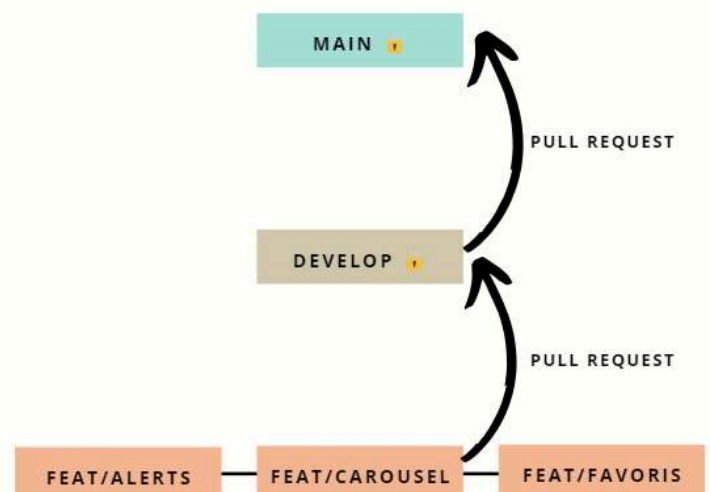 MAIN 🔒
PULL REQUEST
DEVELOP 🔒
PULL REQUEST
FEAT/ALERTS
FEAT/CAROUSEL
FEAT/FAVORIS